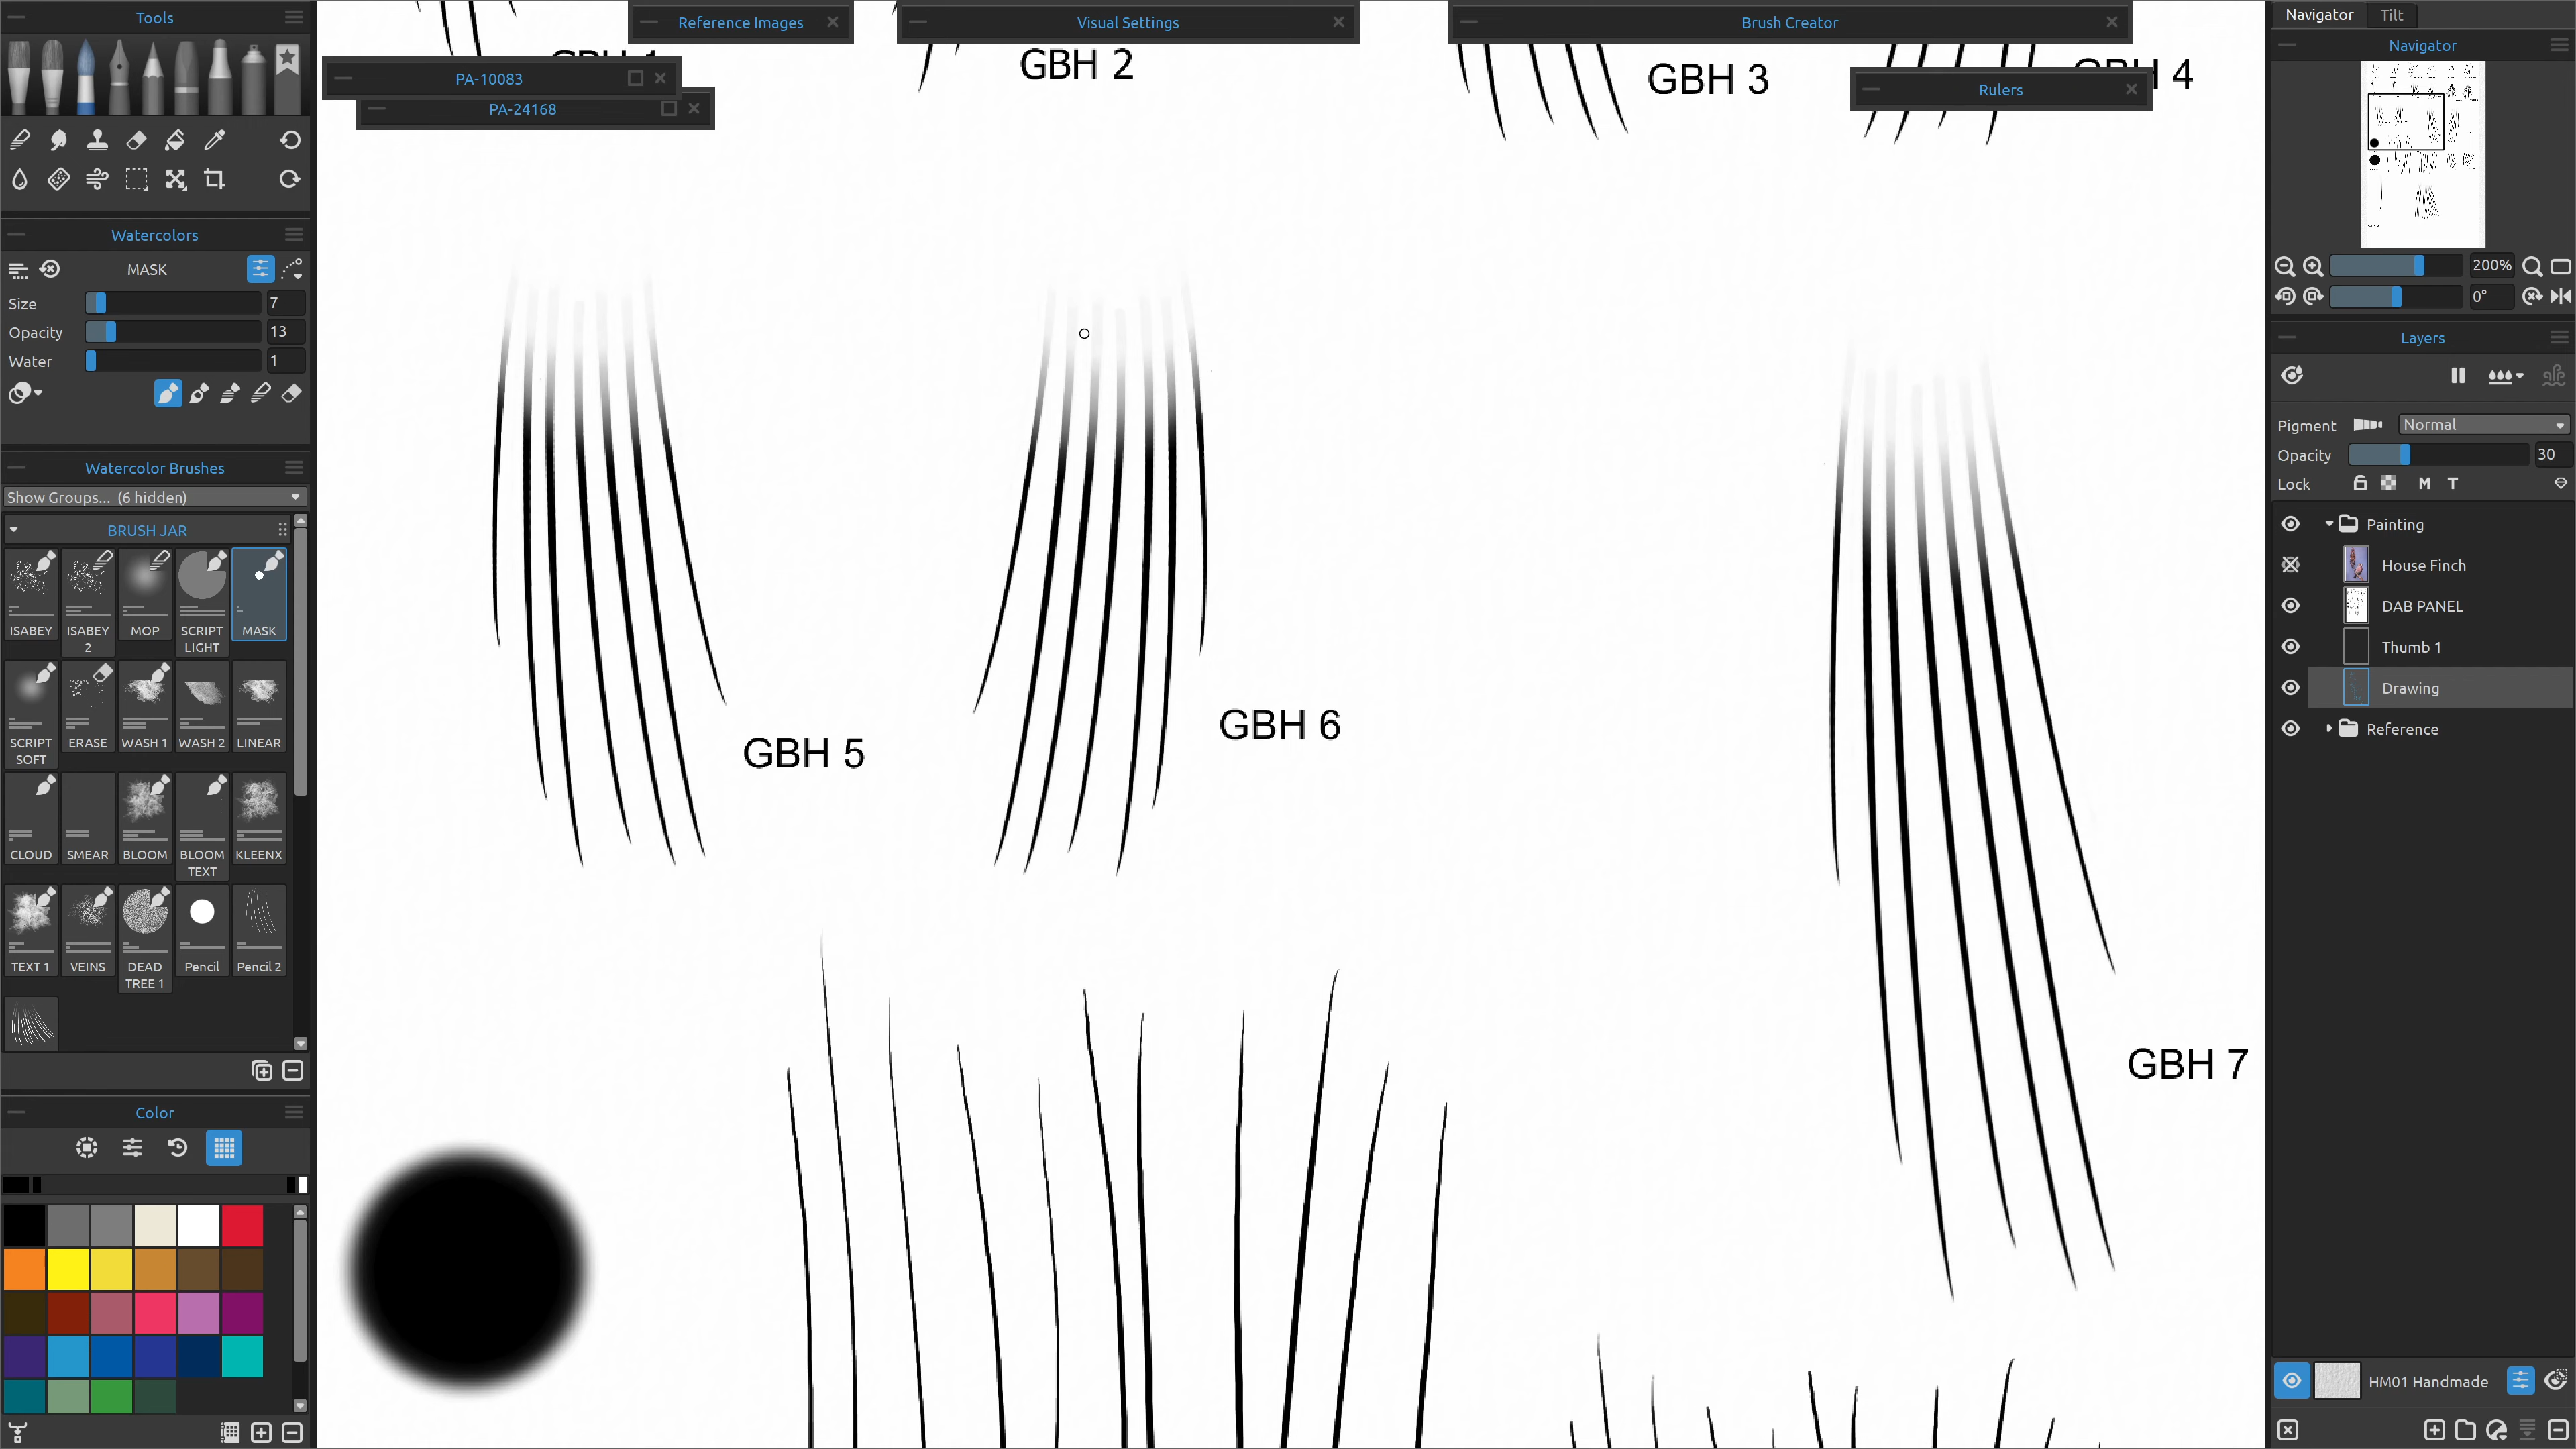 Tools
Reference Images
Visual Settings
Brush Creator
Navigator
Tilt
Navigator
GBH 1
GBH 2
GBH 3
GBH 4
PA-10083
PA-24168
Rulers
Watercolors
MASK
Size
7
Opacity
13
Water
1
200%
0°
Layers
Pigment
Normal
Opacity
30
Lock
M T
Painting
House Finch
DAB PANEL
Thumb 1
Drawing
Reference
Watercolor Brushes
Show Groups... (6 hidden)
BRUSH JAR
ISABEY
ISABEY 2
MOP
SCRIPT LIGHT
MASK
SCRIPT SOFT
ERASE
WASH 1
WASH 2
LINEAR
CLOUD
SMEAR
BLOOM
BLOOM TEXT
KLEENX
TEXT 1
VEINS
DEAD TREE 1
Pencil
Pencil 2
GBH 5
GBH 6
GBH 7
Color
HM01 Handmade